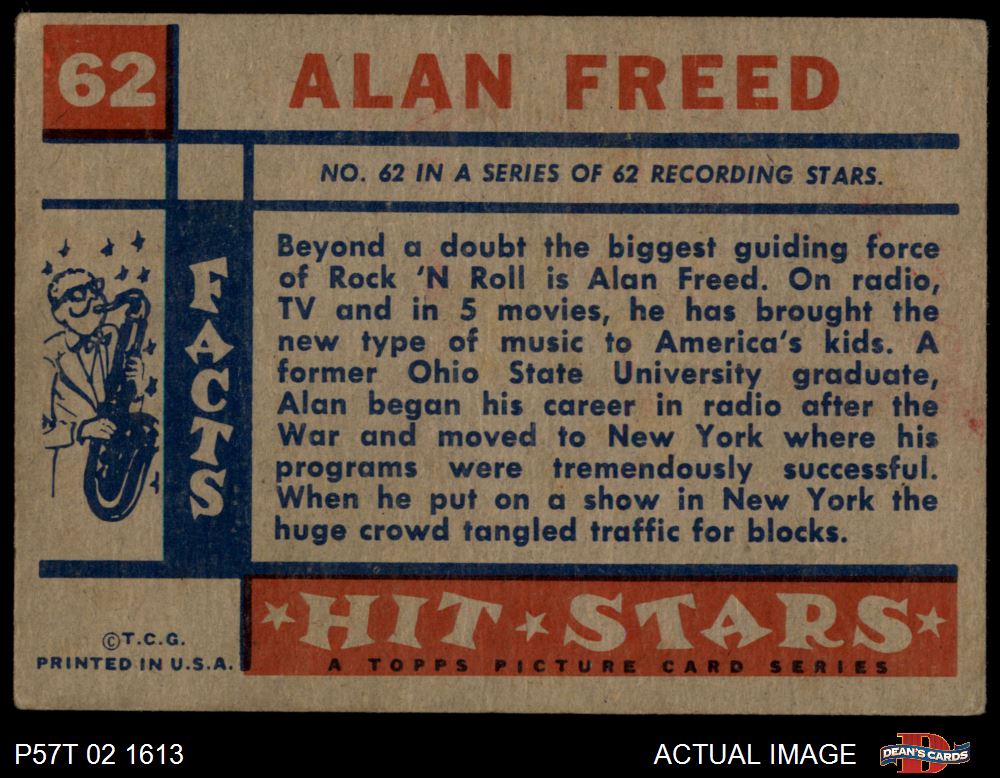 62
ALAN FREED
NO. 62 IN A SERIES OF 62 RECORDING STARS.
FACTS
Beyond a doubt the biggest guiding force
of Rock 'N Roll is Alan Freed. On radio,
TV and in 5 movies, he has brought the
new type of music to America's kids. A
former Ohio State University graduate,
Alan began his career in radio after the
War and moved to New York where his
programs were tremendously successful.
When he put on a show in New York the
huge crowd tangled traffic for blocks.
©T.C.G.
PRINTED IN U.S.A.
HIT STARS
A TOPPS PICTURE CARD SERIES
P57T 02 1613
ACTUAL IMAGE
D
DEAN'S CARDS